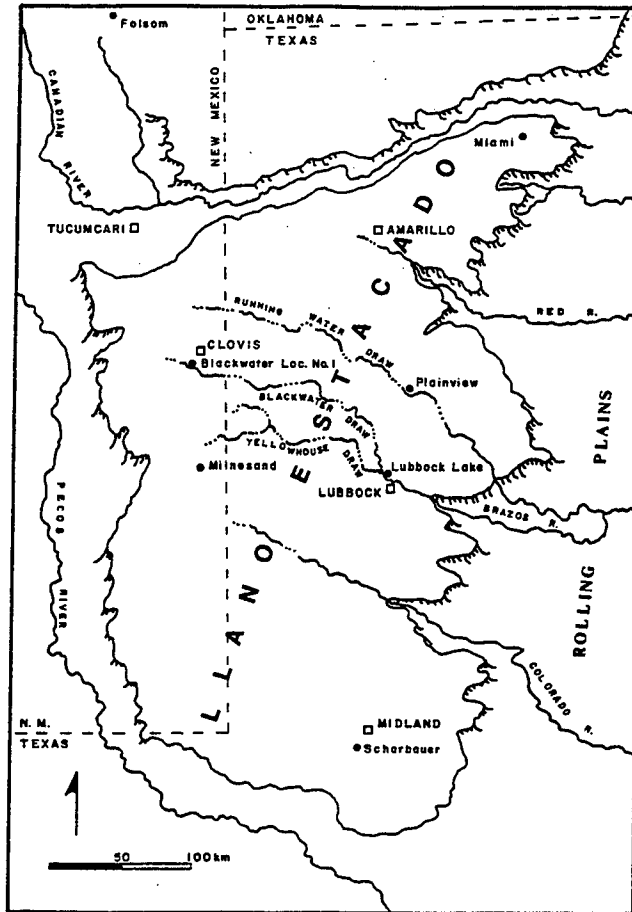 Folsom
OKLAHOMA
TEXAS
NEW MEXICO
CANADIAN
RIVER
Miami
TUCUMCARI
AMARILLO
RED R.
RUNNING WATER DRAW
CLOVIS
Blackwater Loc. No. 1
Plainview
BLACKWATER DRAW
YELLOWHOUSE DRAW
Milnesand
Lubbock Lake
LUBBOCK
BRAZOS R.
LLANO ESTACADO
ROLLING PLAINS
PECOS
RIVER
COLORADO R.
N. M.
TEXAS
MIDLAND
Scharbauer
50 100 km